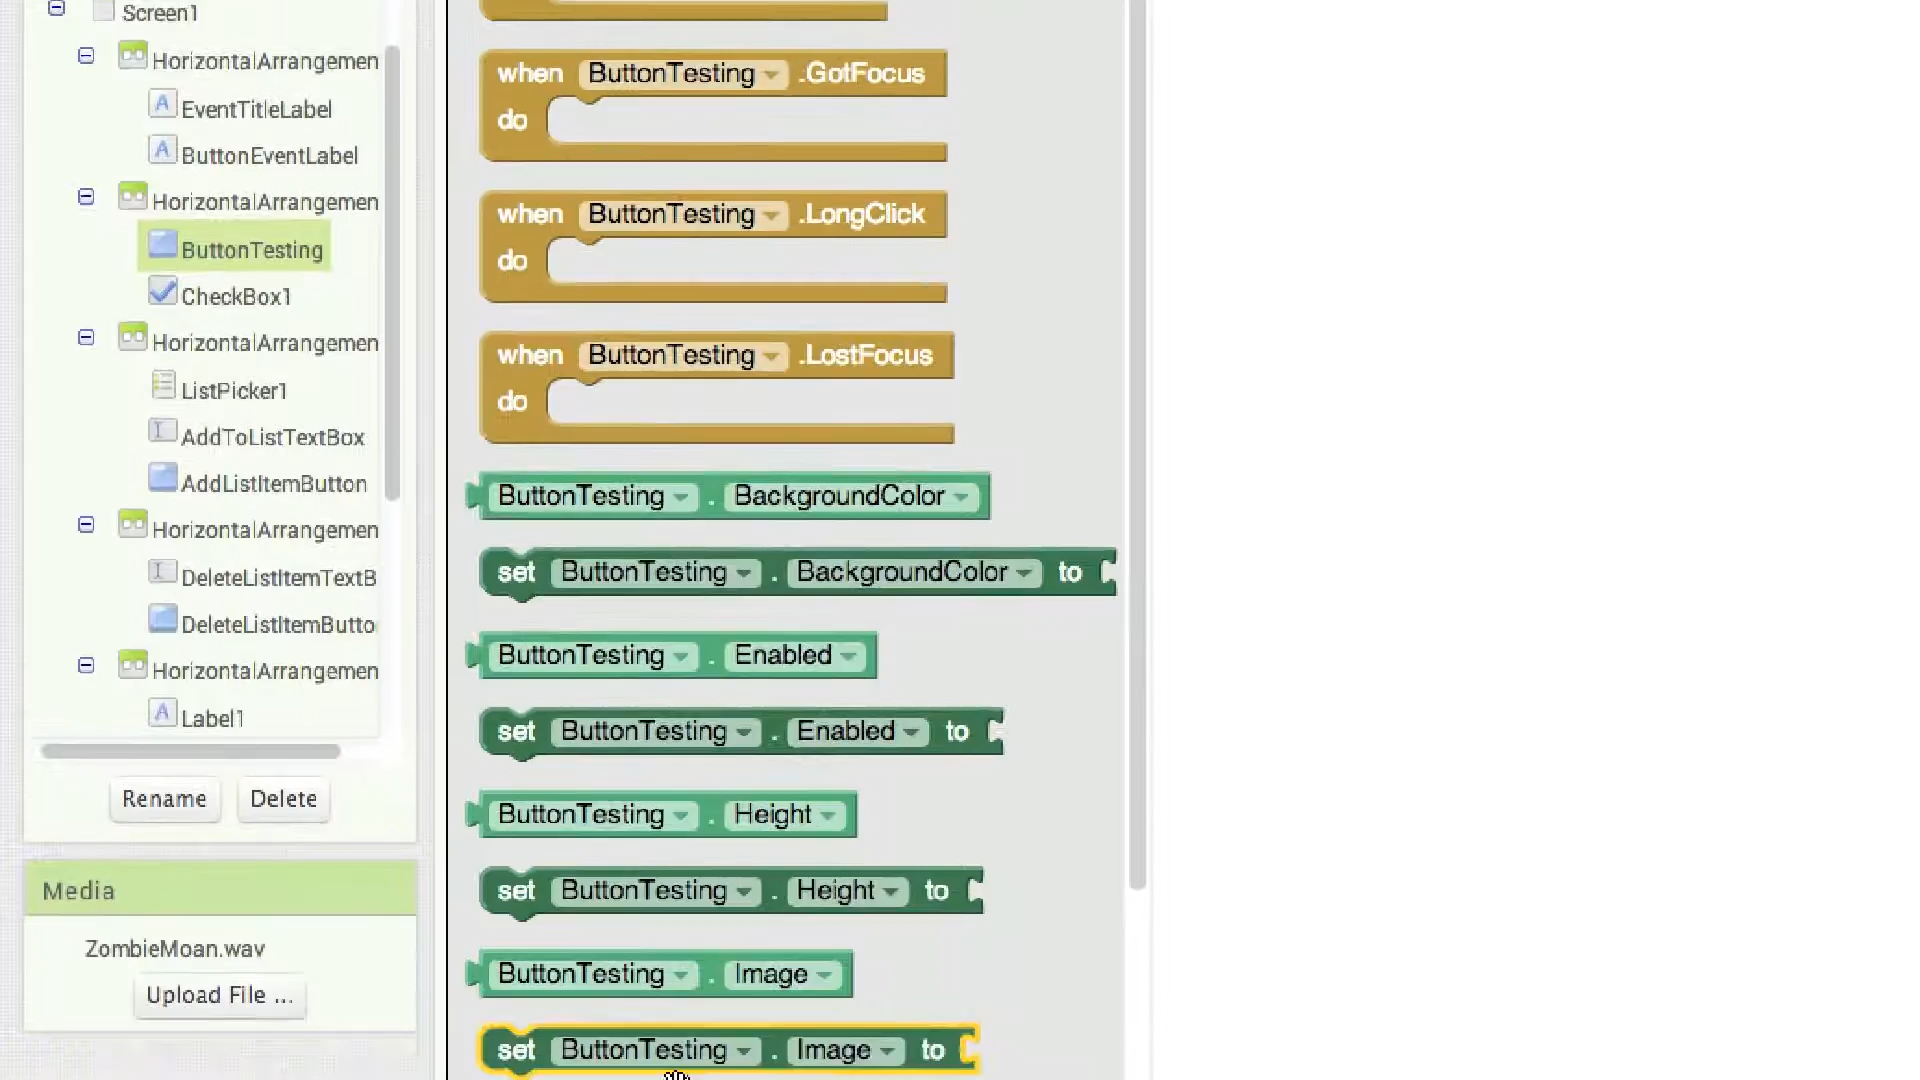 Screen1
HorizontalArrangemen
EventTitleLabel
ButtonEventLabel
HorizontalArrangemen
ButtonTesting
CheckBox1
HorizontalArrangemen
ListPicker1
AddToListTextBox
AddListItemButton
HorizontalArrangemen
DeleteListItemTextB
DeleteListItemButto
HorizontalArrangemen
Label1
Rename Delete
Media
ZombieMoan.wav
Upload File ...
when ButtonTesting .GotFocus
do
when ButtonTesting .LongClick
do
when ButtonTesting .LostFocus
do
ButtonTesting . BackgroundColor
set ButtonTesting . BackgroundColor to
ButtonTesting . Enabled
set ButtonTesting . Enabled to
ButtonTesting . Height
set ButtonTesting . Height to
ButtonTesting . Image
set ButtonTesting . Image to